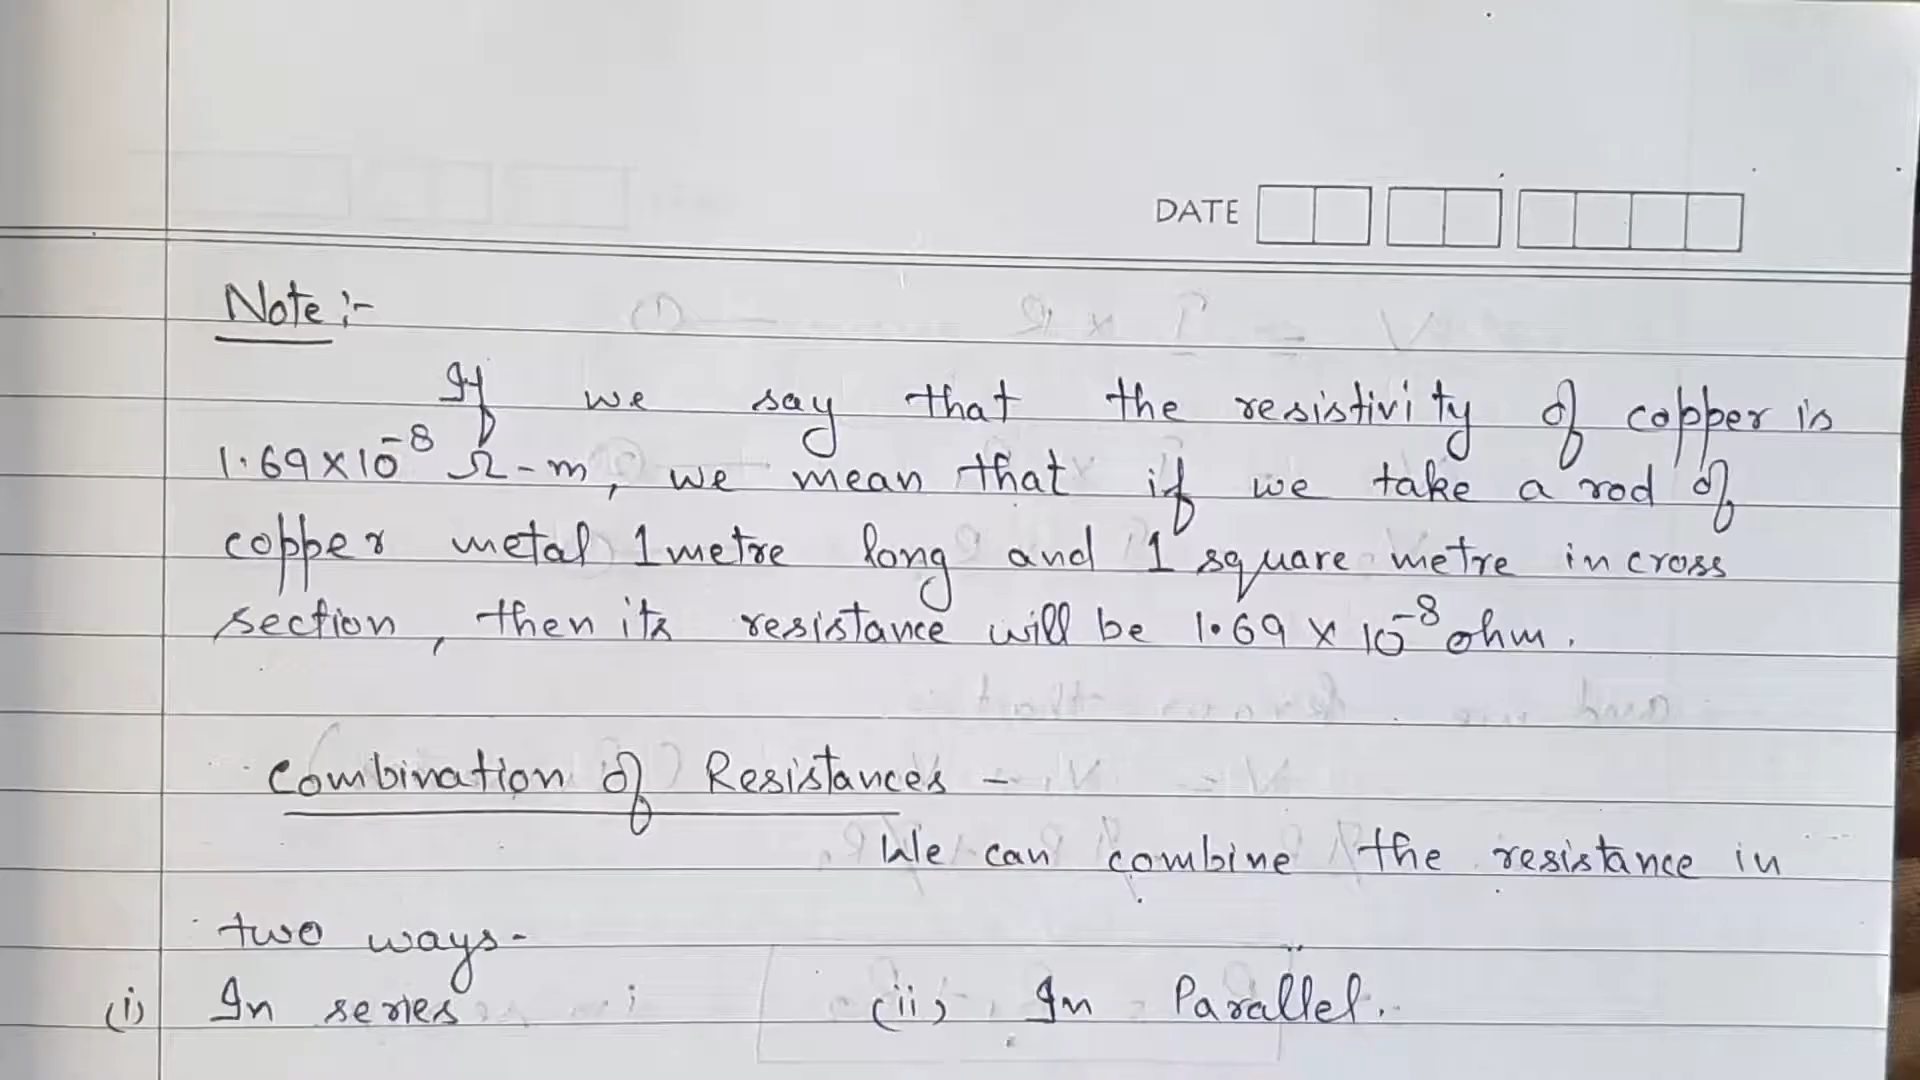 DATE
Note :-
If we say that the resistivity of copper is
1.69×10⁻⁸ Ω-m, we mean that if we take a rod of
copper metal 1 metre long and 1 square metre in cross
section, then its resistance will be 1.69 × 10⁻⁸ ohm.
Combination of Resistances -
We can combine the resistance in
two ways-
(i) In series ; (ii) In Parallel.